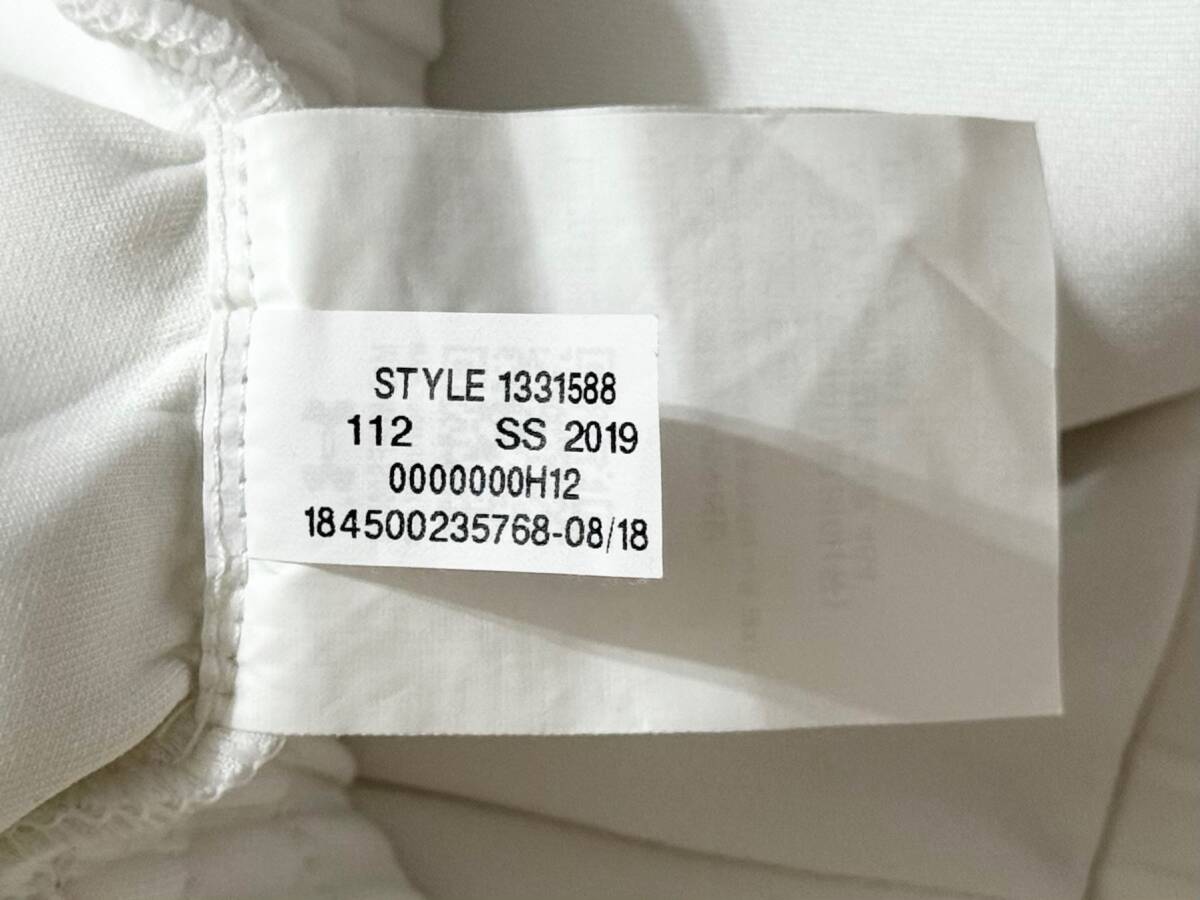 STYLE 1331588
112 SS 2019
0000000H12
184500235768-08/18